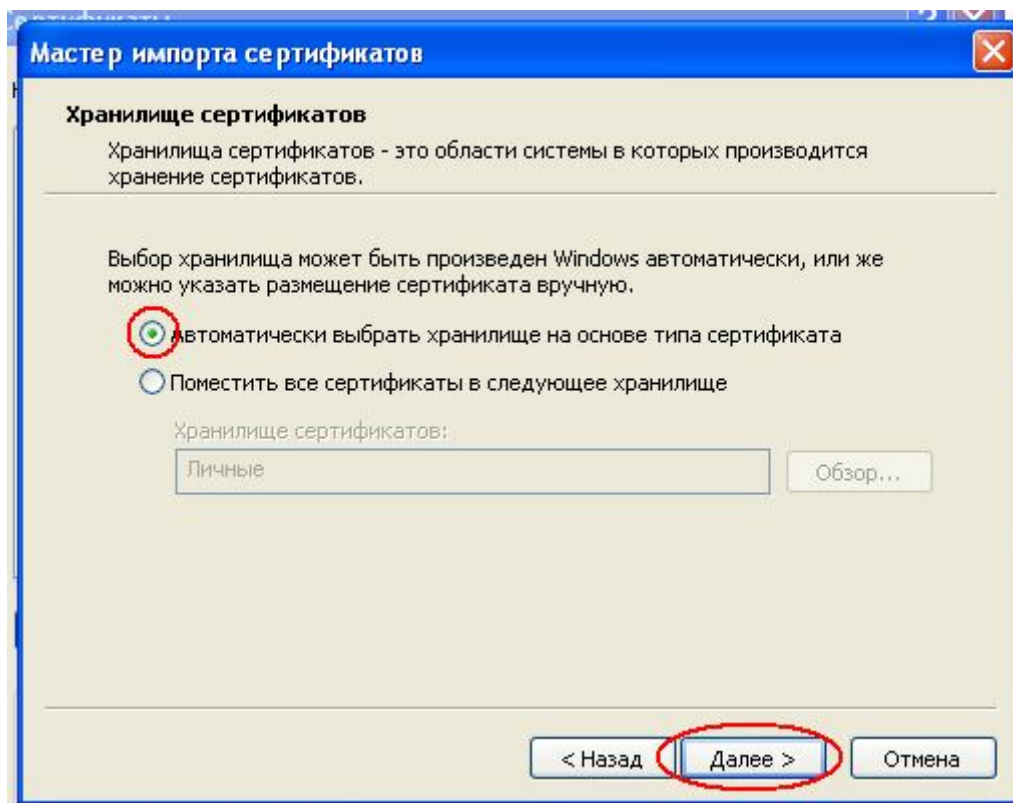 Сертификаты
Мастер импорта сертификатов
Хранилище сертификатов
Хранилища сертификатов - это области системы в которых производится
хранение сертификатов.
Выбор хранилища может быть произведен Windows автоматически, или же
можно указать размещение сертификата вручную.
Автоматически выбрать хранилище на основе типа сертификата
Поместить все сертификаты в следующее хранилище
Хранилище сертификатов:
Личные
Обзор...
< Назад
Далее >
Отмена